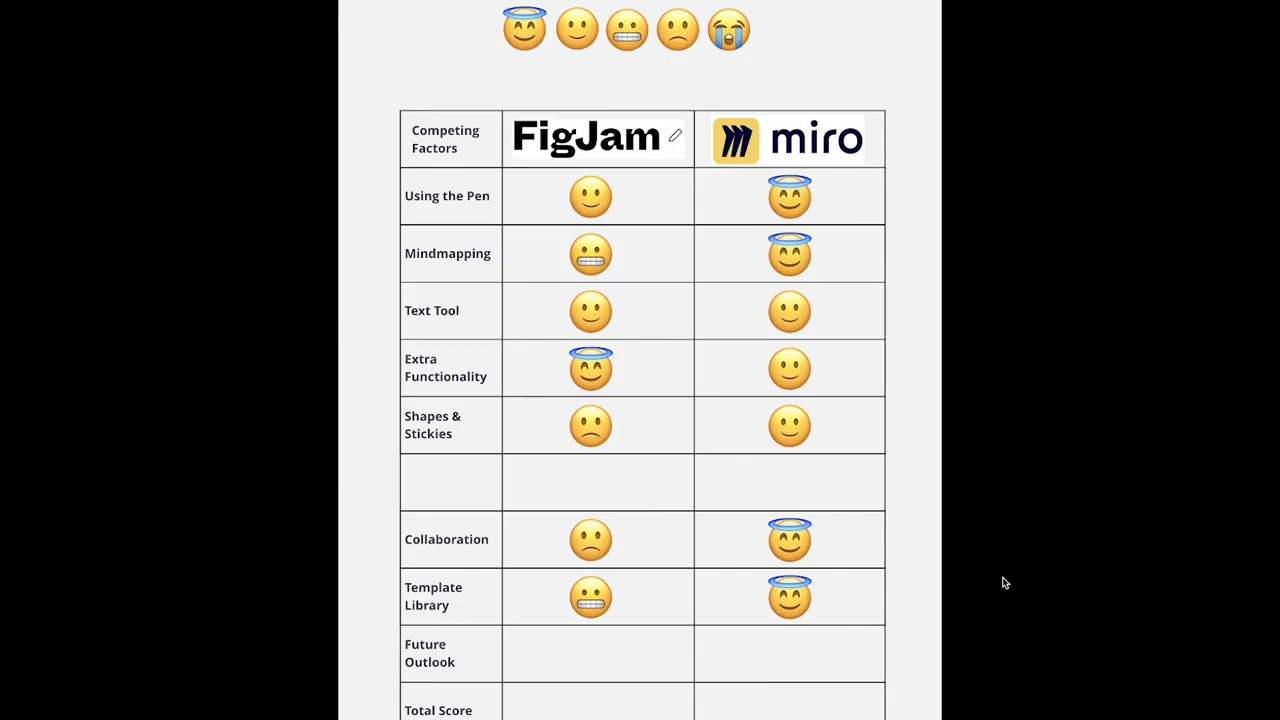 Competing
Factors
FigJam
miro
Using the Pen
Mindmapping
Text Tool
Extra
Functionality
Shapes &
Stickies
Collaboration
Template
Library
Future
Outlook
Total Score